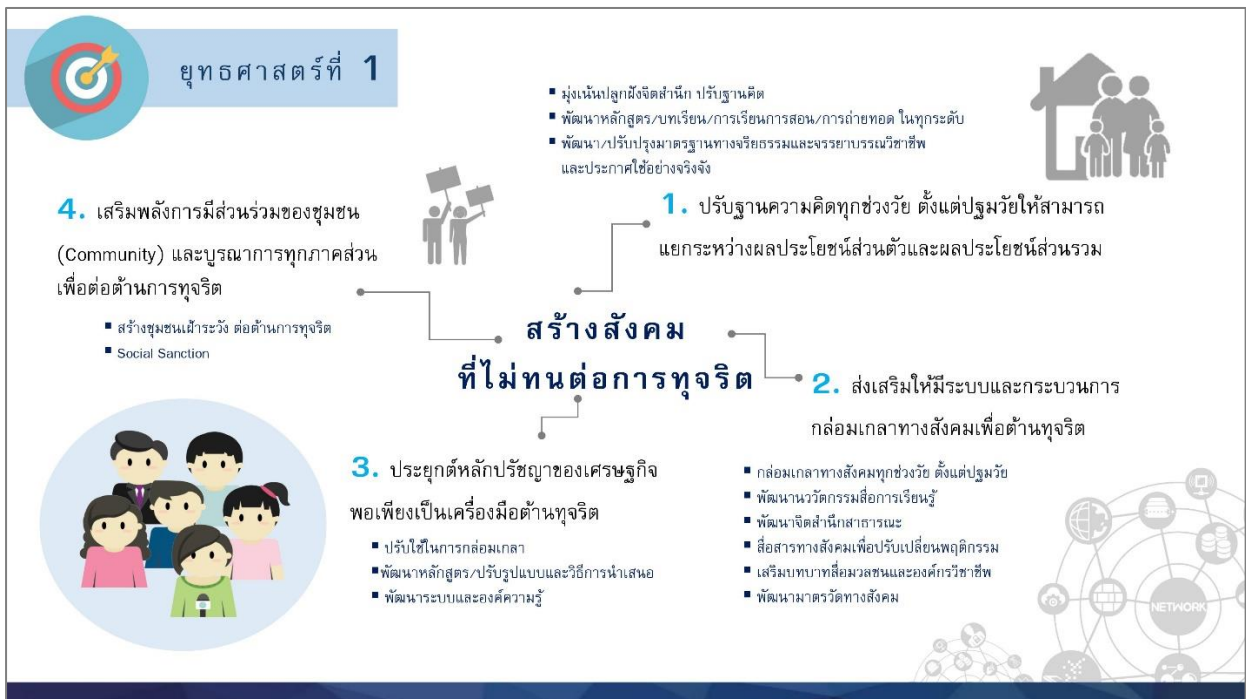 ยุทธศาสตร์ที่ 1
▪ มุ่งเน้นปลูกฝังจิตสำนึก ปรับฐานคิด
▪ พัฒนาหลักสูตร/บทเรียน/การเรียนการสอน/การถ่ายทอด ในทุกระดับ
▪ พัฒนา/ปรับปรุงมาตรฐานทางจริยธรรมและจรรยาบรรณวิชาชีพ
และประกาศใช้อย่างจริงจัง
1. ปรับฐานความคิดทุกช่วงวัย ตั้งแต่ปฐมวัยให้สามารถ
แยกระหว่างผลประโยชน์ส่วนตัวและผลประโยชน์ส่วนรวม
4. เสริมพลังการมีส่วนร่วมของชุมชน
(Community) และบูรณาการทุกภาคส่วน
เพื่อต่อต้านการทุจริต
▪ สร้างชุมชนเฝ้าระวัง ต่อต้านการทุจริต
▪ Social Sanction
สร้างสังคม
ที่ไม่ทนต่อการทุจริต
2. ส่งเสริมให้มีระบบและกระบวนการ
กล่อมเกลาทางสังคมเพื่อต้านทุจริต
▪ กล่อมเกลาทางสังคมทุกช่วงวัย ตั้งแต่ปฐมวัย
▪ พัฒนานวัตกรรมสื่อการเรียนรู้
▪ พัฒนาจิตสำนึกสาธารณะ
▪ สื่อสารทางสังคมเพื่อปรับเปลี่ยนพฤติกรรม
▪ เสริมบทบาทสื่อมวลชนและองค์กรวิชาชีพ
▪ พัฒนามาตรวัดทางสังคม
3. ประยุกต์หลักปรัชญาของเศรษฐกิจ
พอเพียงเป็นเครื่องมือต้านทุจริต
▪ ปรับใช้ในการกล่อมเกลา
▪พัฒนาหลักสูตร/ปรับรูปแบบและวิธีการนำเสนอ
▪ พัฒนาระบบและองค์ความรู้
NETWORK